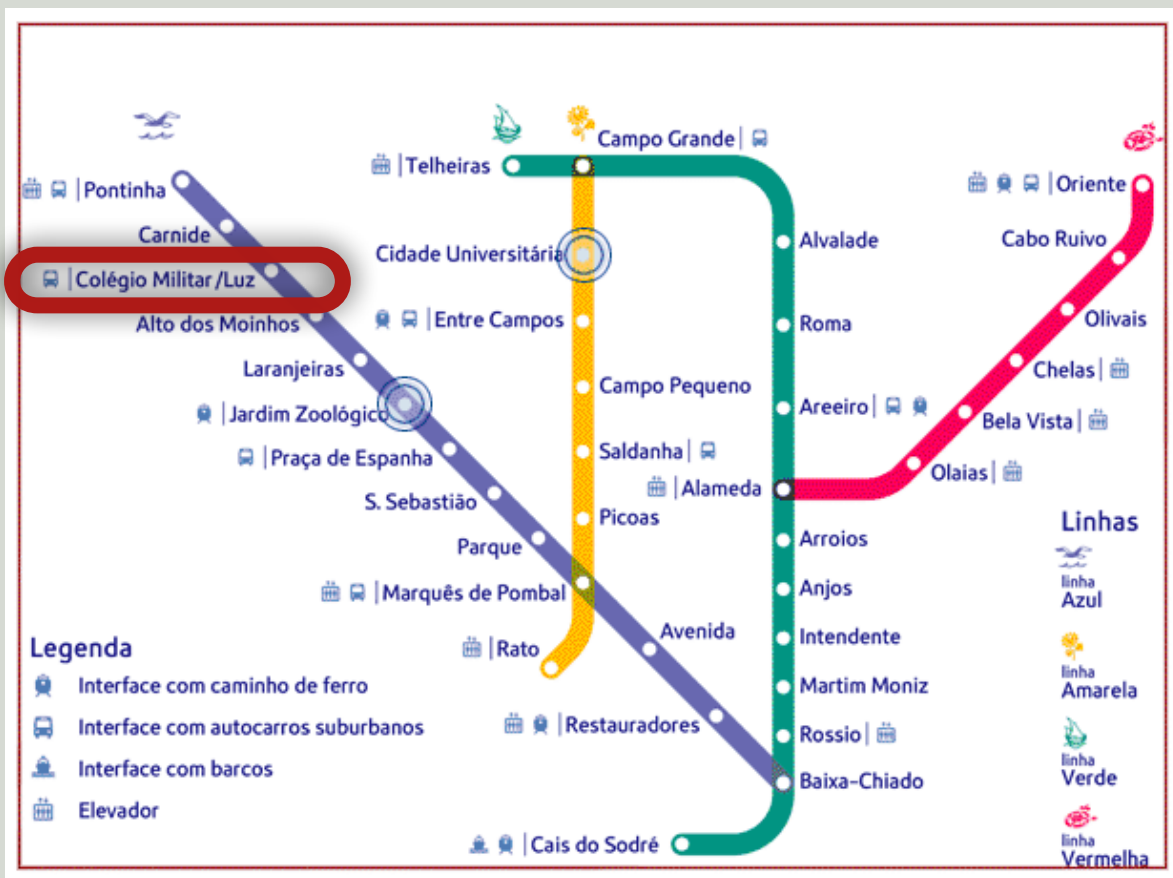 Campo Grande
Telheiras
Oriente
Pontinha
Carnide
Cidade Universitária
Alvalade
Cabo Ruivo
Colégio Militar/Luz
Alto dos Moinhos
Entre Campos
Roma
Olivais
Laranjeiras
Campo Pequeno
Chelas
Jardim Zoológico
Areeiro
Bela Vista
Praça de Espanha
Saldanha
Olaias
S. Sebastião
Alameda
Picoas
Parque
Arroios
Marquês de Pombal
Anjos
Avenida
Intendente
Rato
Martim Moniz
Restauradores
Rossio
Baixa-Chiado
Cais do Sodré
Legenda
Interface com caminho de ferro
Interface com autocarros suburbanos
Interface com barcos
Elevador
Linhas
linha
Azul
linha
Amarela
linha
Verde
linha
Vermelha